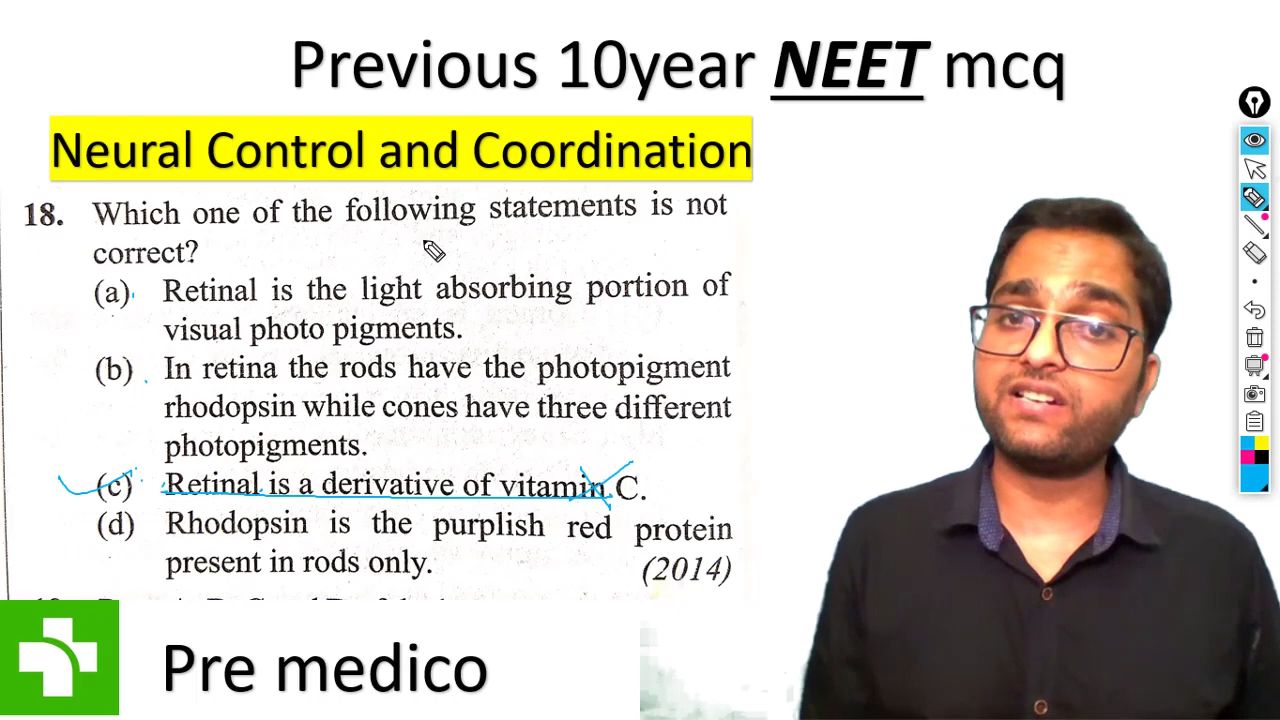 Previous 10year NEET mcq
Neural Control and Coordination
18. Which one of the following statements is not
correct?
(a) Retinal is the light absorbing portion of
visual photo pigments.
(b) In retina the rods have the photopigment
rhodopsin while cones have three different
photopigments.
(c) Retinal is a derivative of vitamin C.
(d) Rhodopsin is the purplish red protein
present in rods only. (2014)
Pre medico